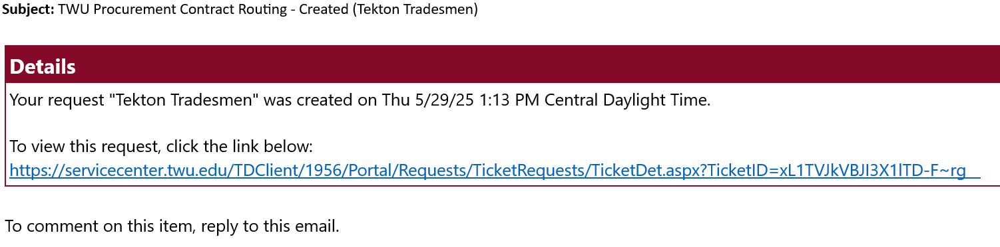 Subject: TWU Procurement Contract Routing - Created (Tekton Tradesmen)
Details
Your request "Tekton Tradesmen" was created on Thu 5/29/25 1:13 PM Central Daylight Time.
To view this request, click the link below:
https://servicecenter.twu.edu/TDClient/1956/Portal/Requests/TicketRequests/TicketDet.aspx?TicketID=xL1TVJkVBJI3X1lTD-F~rg__
To comment on this item, reply to this email.